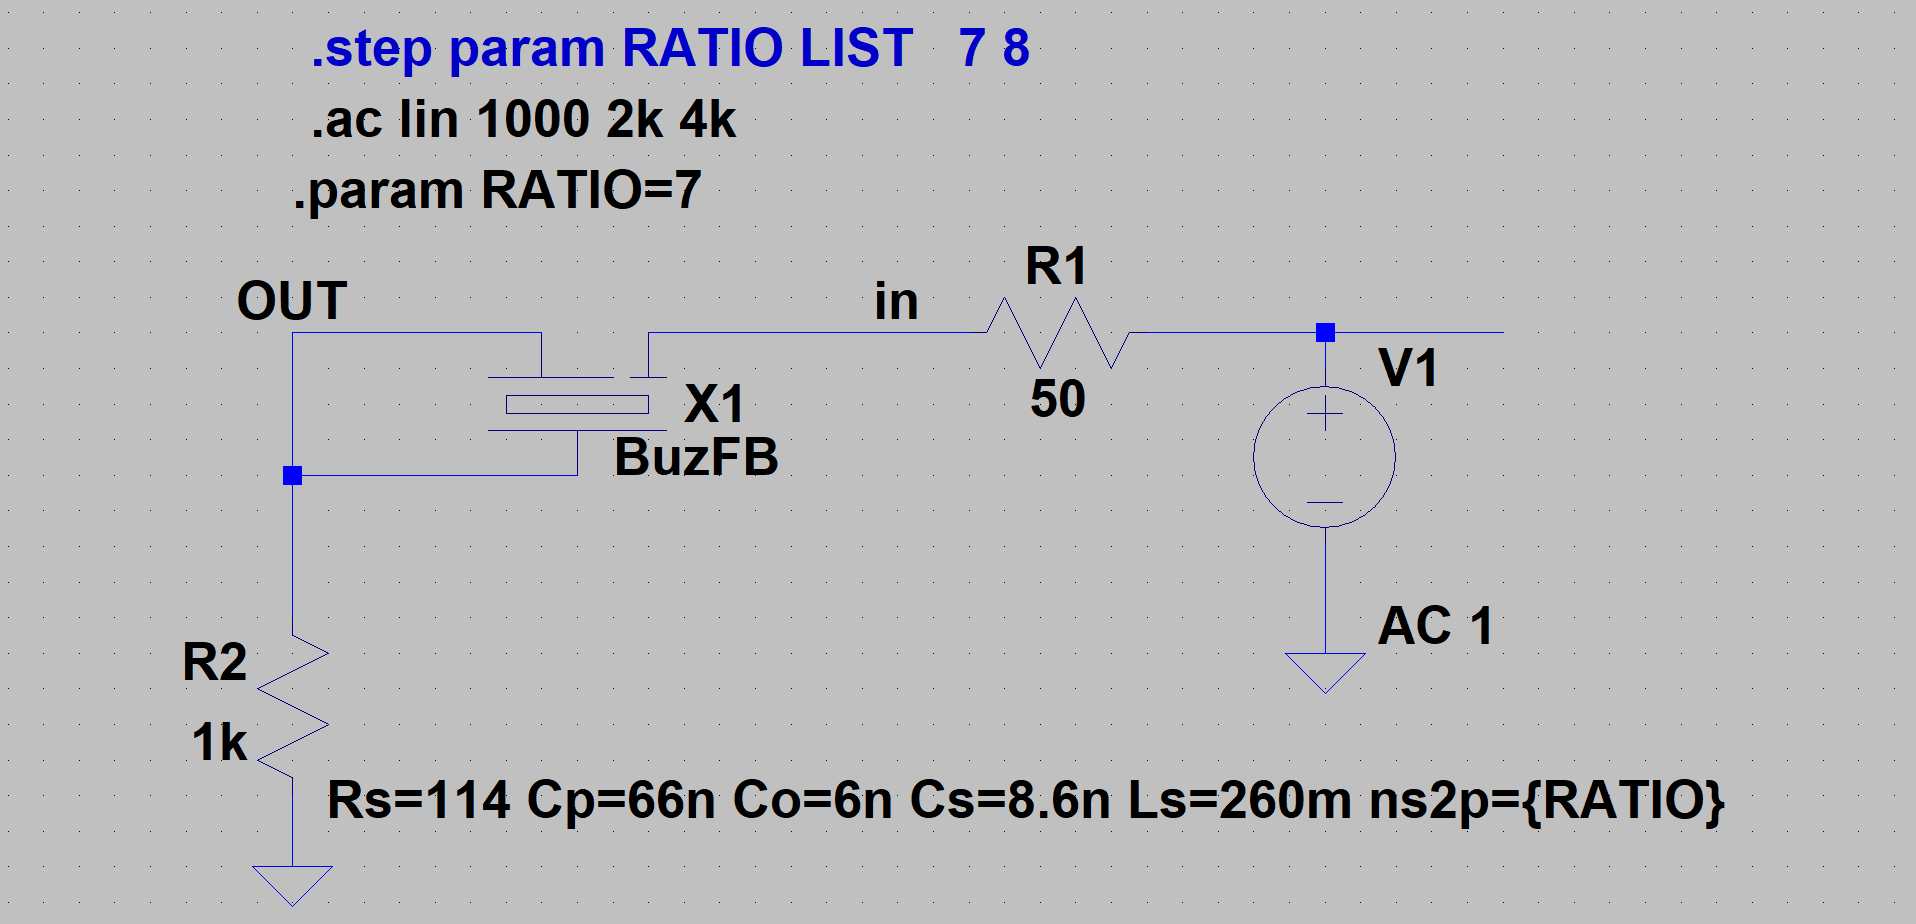 .step param RATIO LIST   7 8
.ac lin 1000 2k 4k
.param RATIO=7
R1
OUT
in
V1
X1
50
BuzFB
AC 1
R2
1k
Rs=114 Cp=66n Co=6n Cs=8.6n Ls=260m ns2p={RATIO}